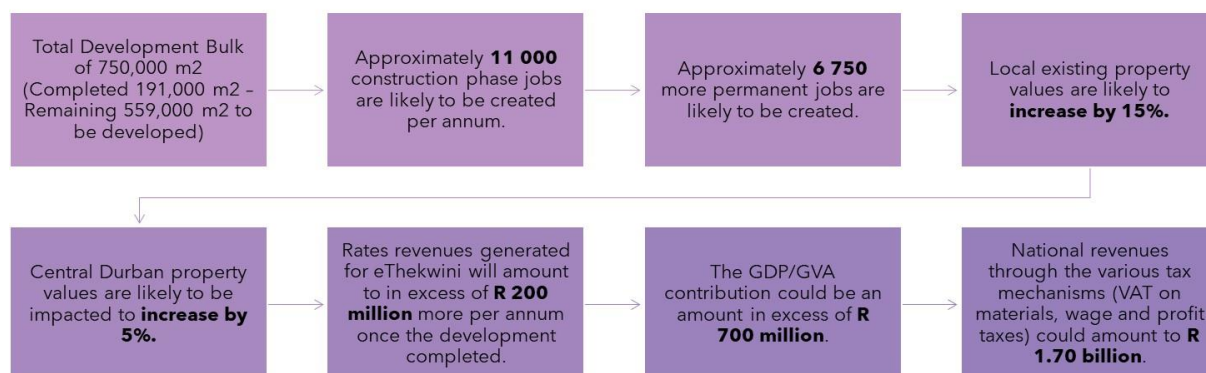 Total Development Bulk
of 750,000 m2
(Completed 191,000 m2 –
Remaining 559,000 m2 to
be developed)
Approximately 11 000
construction phase jobs
are likely to be created
per annum.
Approximately 6 750
more permanent jobs are
likely to be created.
Local existing property
values are likely to
increase by 15%.
Central Durban property
values are likely to be
impacted to increase by
5%.
Rates revenues generated
for eThekwini will amount
to in excess of R 200
million more per annum
once the development
completed.
The GDP/GVA
contribution could be an
amount in excess of R
700 million.
National revenues
through the various tax
mechanisms (VAT on
materials, wage and profit
taxes) could amount to R
1.70 billion.